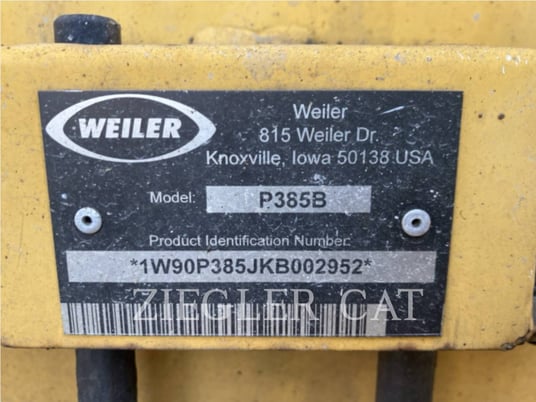 WEILER
Weiler
815 Weiler Dr.
Knoxville, Iowa 50138 USA
Model: P385B
Product Identification Number:
*1W90P385JKB002952*
ZIEGLER CAT